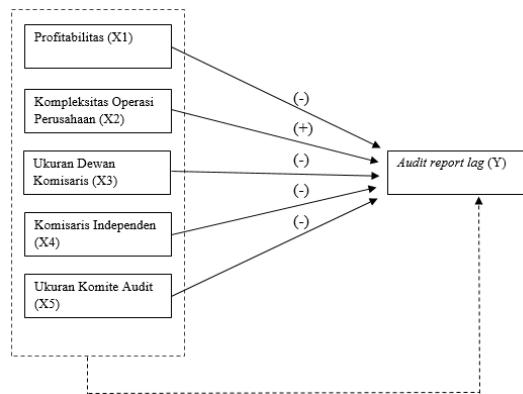 Profitabilitas (X1)
(-)
Kompleksitas Operasi
Perusahaan (X2)
(+)
Ukuran Dewan
Komisaris (X3)
(-)
Audit report lag (Y)
Komisaris Independen
(X4)
(-)
Ukuran Komite Audit
(X5)
(-)